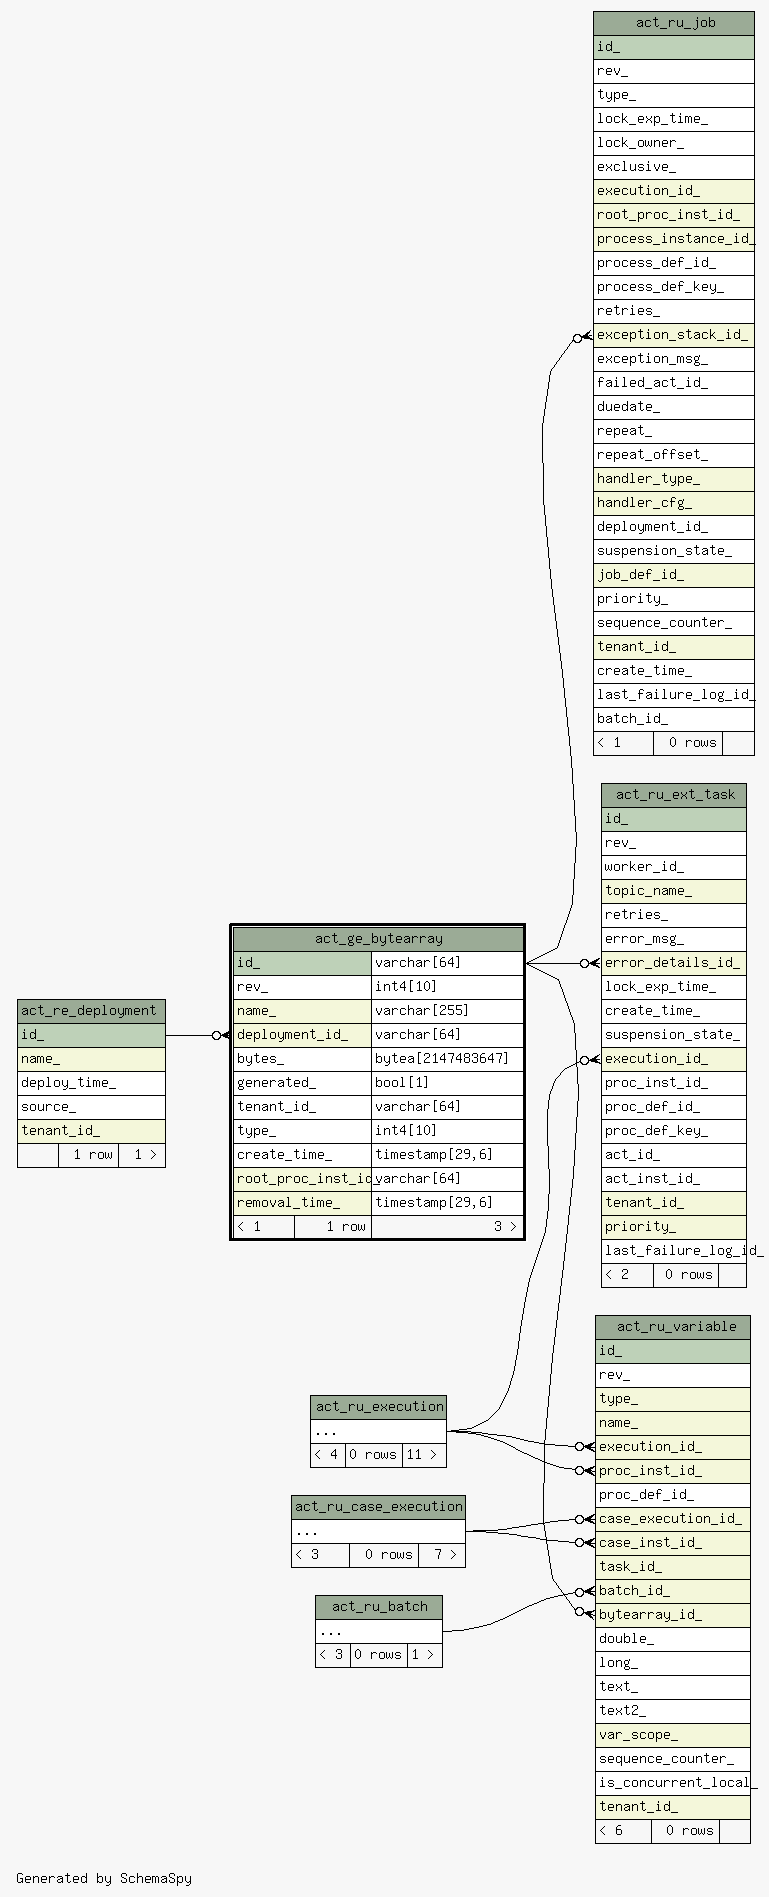 act_ru_job
id_
rev_
type_
lock_exp_time_
lock_owner_
exclusive_
execution_id_
root_proc_inst_id_
process_instance_id_
process_def_id_
process_def_key_
retries_
exception_stack_id_
exception_msg_
failed_act_id_
duedate_
repeat_
repeat_offset_
handler_type_
handler_cfg_
deployment_id_
suspension_state_
job_def_id_
priority_
sequence_counter_
tenant_id_
create_time_
last_failure_log_id_
batch_id_
< 1 0 rows
act_ru_ext_task
id_
rev_
worker_id_
topic_name_
retries_
error_msg_
error_details_id_
lock_exp_time_
create_time_
suspension_state_
execution_id_
proc_inst_id_
proc_def_id_
proc_def_key_
act_id_
act_inst_id_
tenant_id_
priority_
last_failure_log_id_
< 2 0 rows
act_ge_bytearray
id_ varchar[64]
rev_ int4[10]
name_ varchar[255]
deployment_id_ varchar[64]
bytes_ bytea[2147483647]
generated_ bool[1]
tenant_id_ varchar[64]
type_ int4[10]
create_time_ timestamp[29,6]
root_proc_inst_id_ varchar[64]
removal_time_ timestamp[29,6]
< 1 1 row 3 >
act_re_deployment
id_
name_
deploy_time_
source_
tenant_id_
1 row 1 >
act_ru_execution
...
< 4 0 rows 11 >
act_ru_case_execution
...
< 3 0 rows 7 >
act_ru_batch
...
< 3 0 rows 1 >
act_ru_variable
id_
rev_
type_
name_
execution_id_
proc_inst_id_
proc_def_id_
case_execution_id_
case_inst_id_
task_id_
batch_id_
bytearray_id_
double_
long_
text_
text2_
var_scope_
sequence_counter_
is_concurrent_local_
tenant_id_
< 6 0 rows
Generated by SchemaSpy